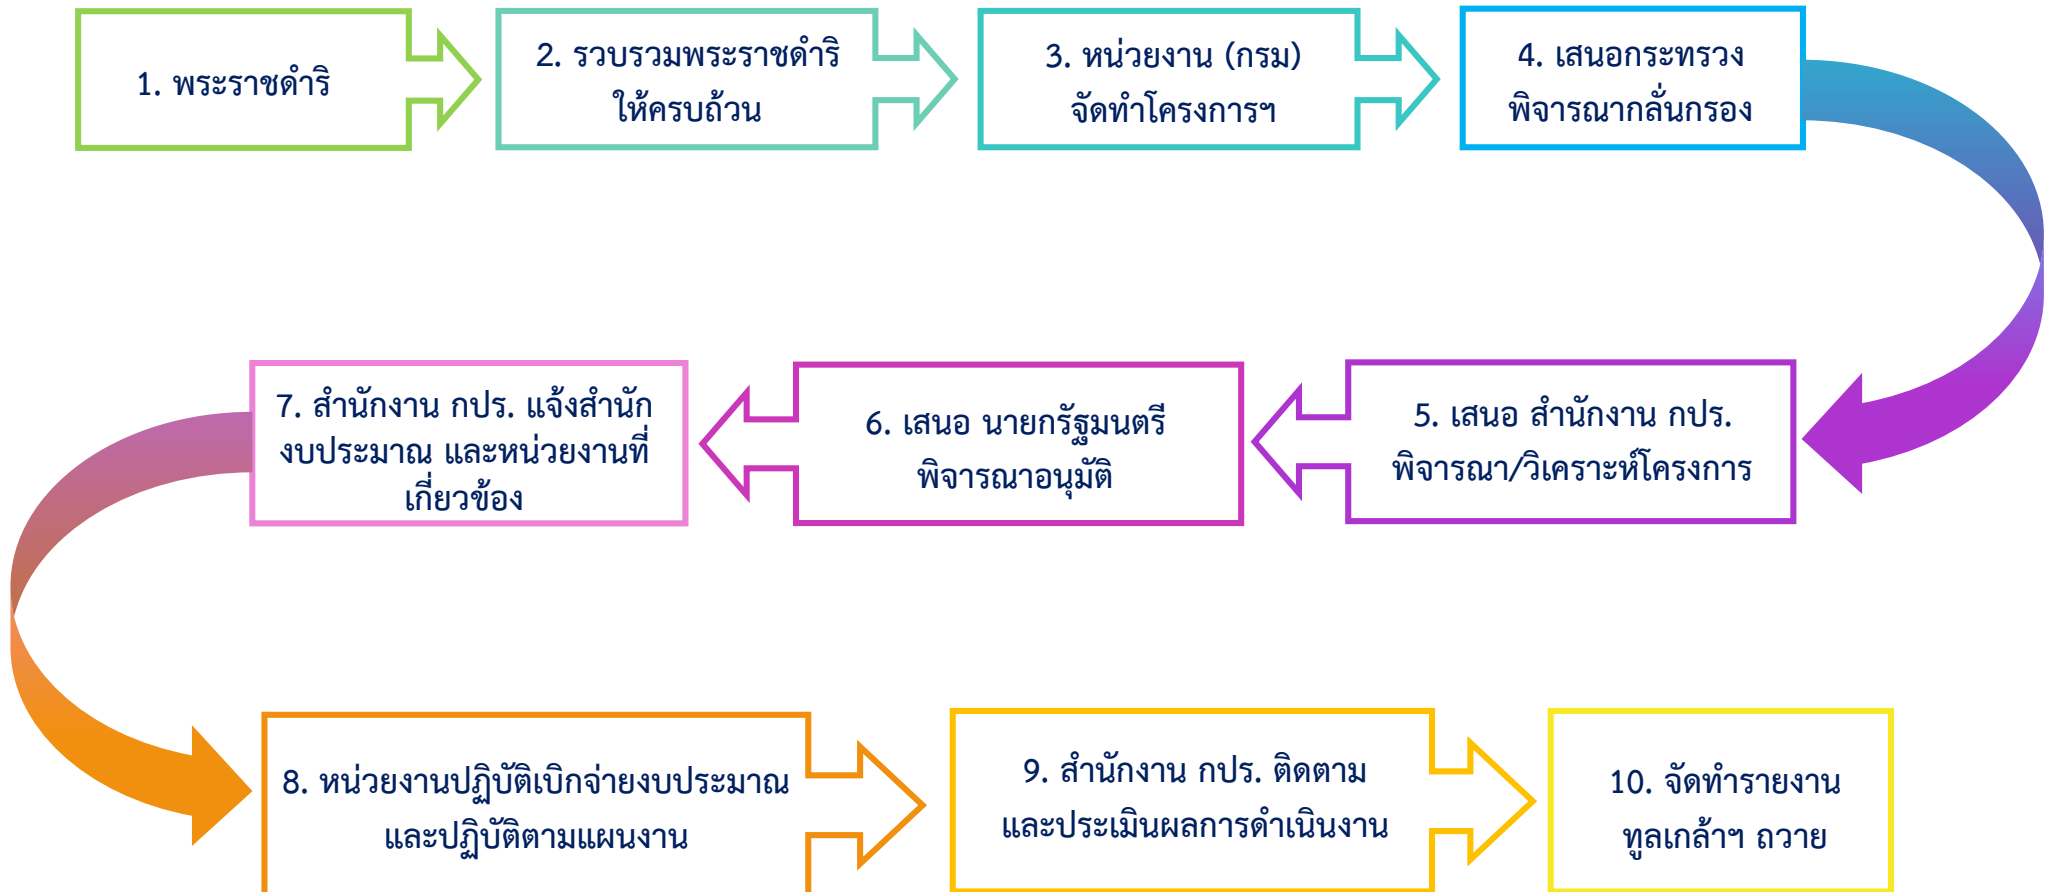 1. พระราชดำริ
2. รวบรวมพระราชดำริ
ให้ครบถ้วน
3. หน่วยงาน (กรม)
จัดทำโครงการฯ
4. เสนอกระทรวง
พิจารณากลั่นกรอง
5. เสนอ สำนักงาน กปร.
พิจารณา/วิเคราะห์โครงการ
6. เสนอ นายกรัฐมนตรี
พิจารณาอนุมัติ
7. สำนักงาน กปร. แจ้งสำนัก
งบประมาณ และหน่วยงานที่
เกี่ยวข้อง
8. หน่วยงานปฏิบัติเบิกจ่ายงบประมาณ
และปฏิบัติตามแผนงาน
9. สำนักงาน กปร. ติดตาม
และประเมินผลการดำเนินงาน
10. จัดทำรายงาน
ทูลเกล้าฯ ถวาย